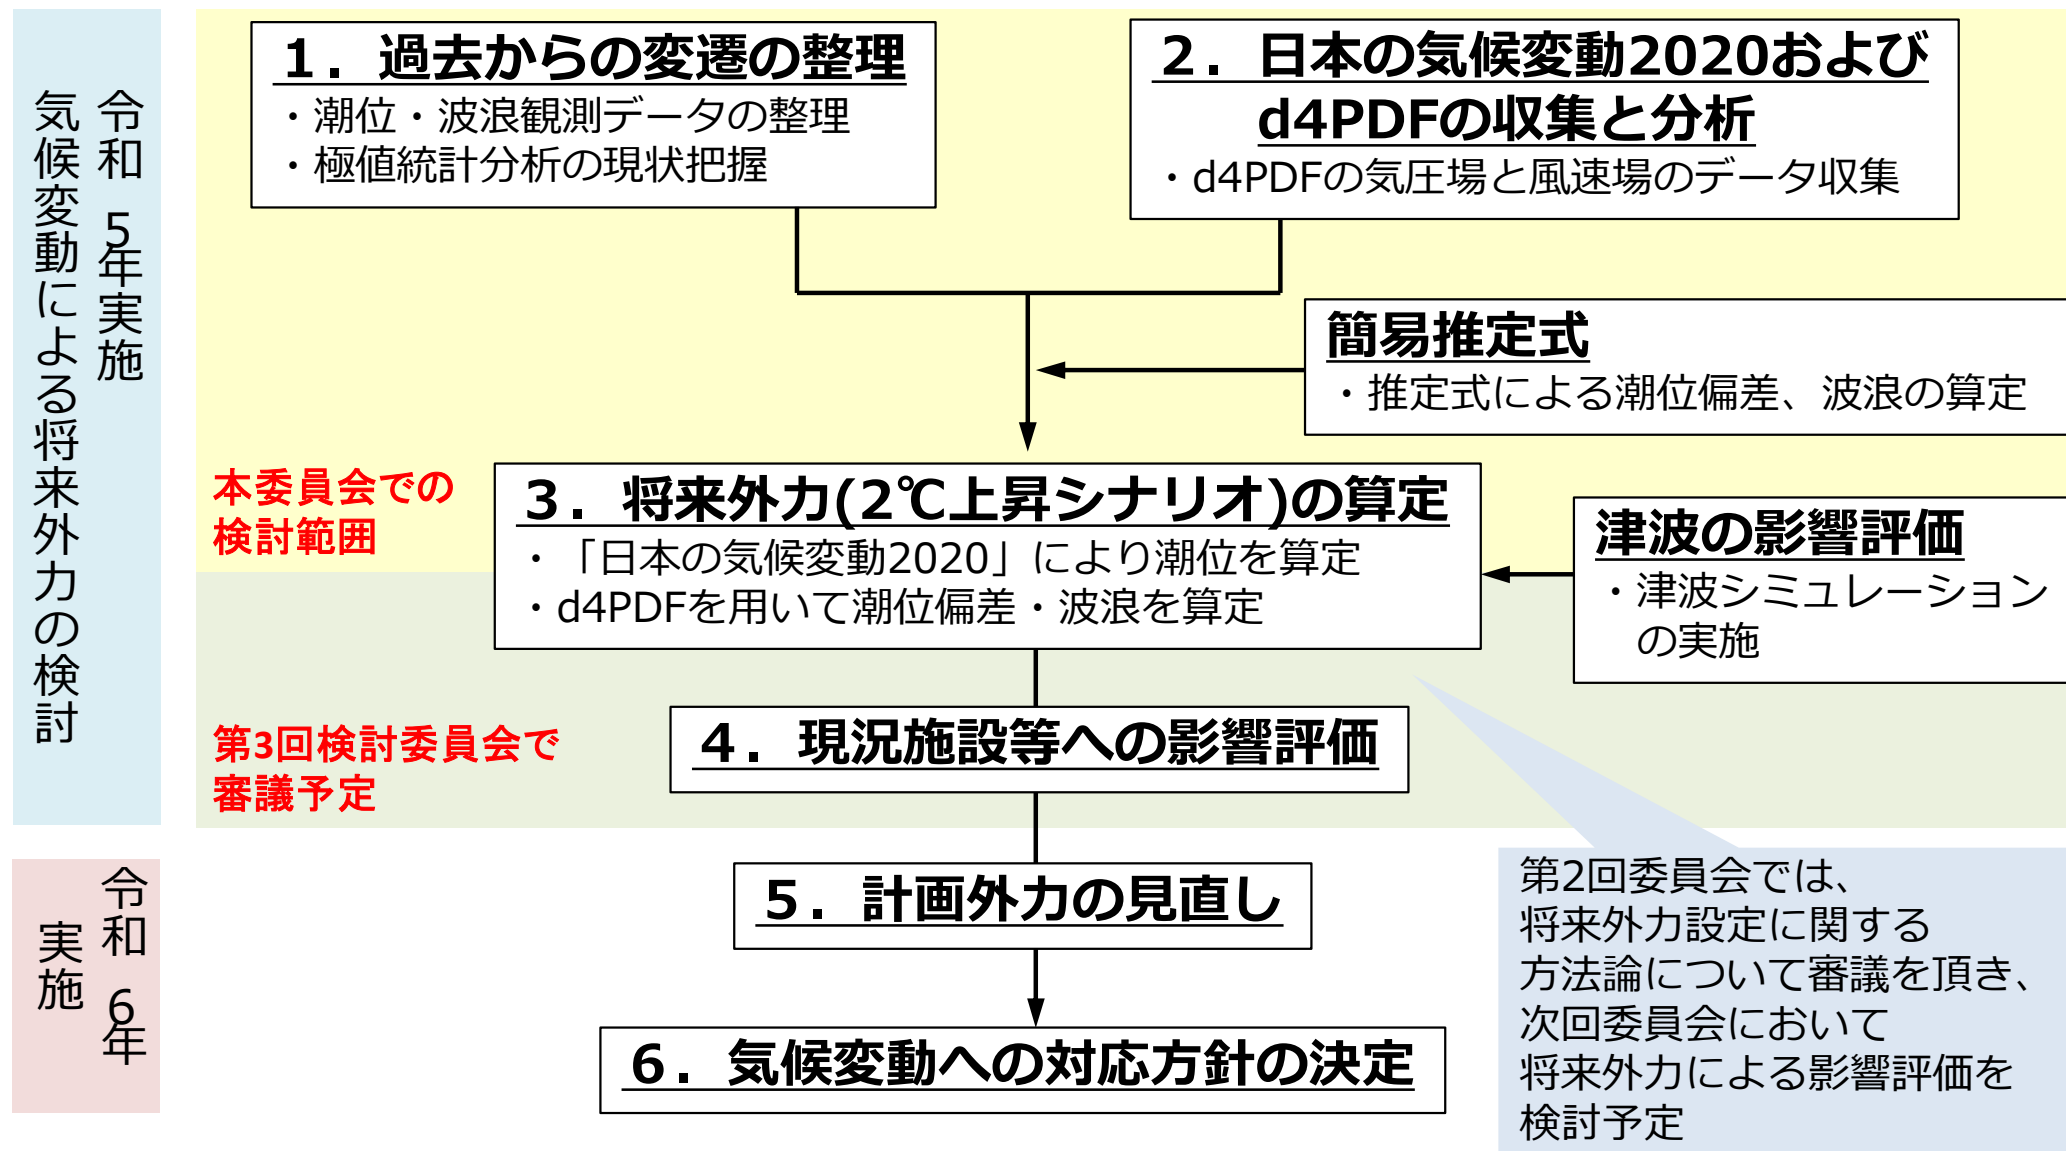 令和5年実施
気候変動による将来外力の検討
1．過去からの変遷の整理
・潮位・波浪観測データの整理
・極値統計分析の現状把握
2．日本の気候変動2020および
d4PDFの収集と分析
・d4PDFの気圧場と風速場のデータ収集
簡易推定式
・推定式による潮位偏差、波浪の算定
本委員会での
検討範囲
3．将来外力(2℃上昇シナリオ)の算定
・「日本の気候変動2020」により潮位を算定
・d4PDFを用いて潮位偏差・波浪を算定
津波の影響評価
・津波シミュレーション
の実施
第3回検討委員会で
審議予定
4．現況施設等への影響評価
令和6年
実施
5．計画外力の見直し
6．気候変動への対応方針の決定
第2回委員会では、
将来外力設定に関する
方法論について審議を頂き、
次回委員会において
将来外力による影響評価を
検討予定